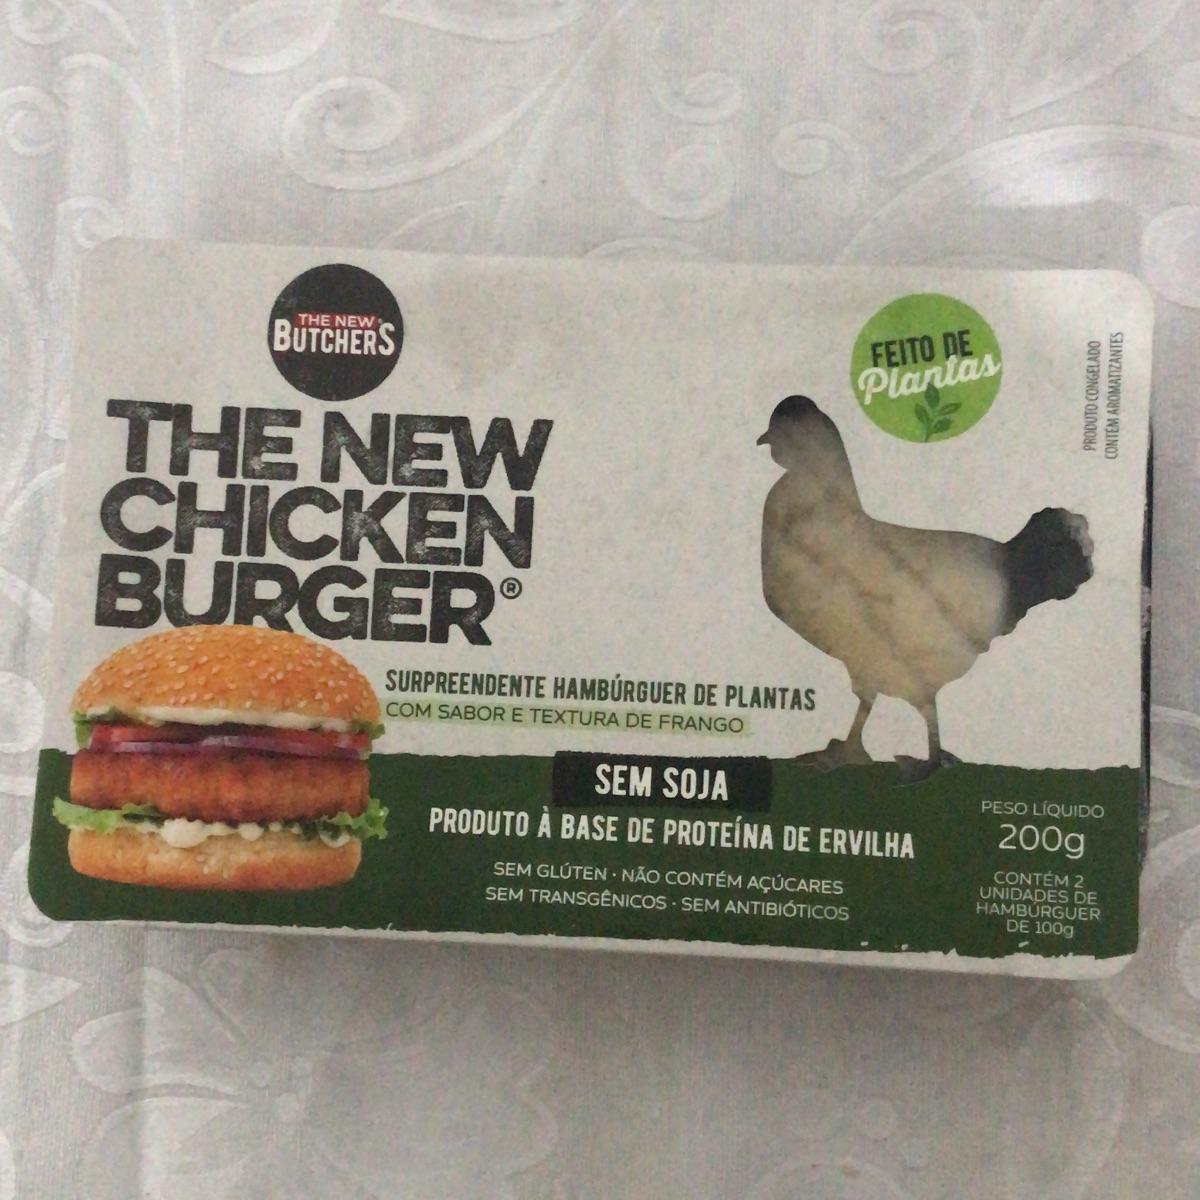 THE NEW
BUTCHER'S
THE NEW
CHICKEN
BURGER®
FEITO DE
Plantas
PRODUTO CONGELADO
CONTÉM AROMATIZANTES
SURPREENDENTE HAMBÚRGUER DE PLANTAS
COM SABOR E TEXTURA DE FRANGO
SEM SOJA
PRODUTO À BASE DE PROTEÍNA DE ERVILHA
SEM GLÚTEN · NÃO CONTÉM AÇÚCARES
SEM TRANSGÊNICOS · SEM ANTIBIÓTICOS
PESO LÍQUIDO
200g
CONTÉM 2
UNIDADES DE
HAMBÚRGUER
DE 100g